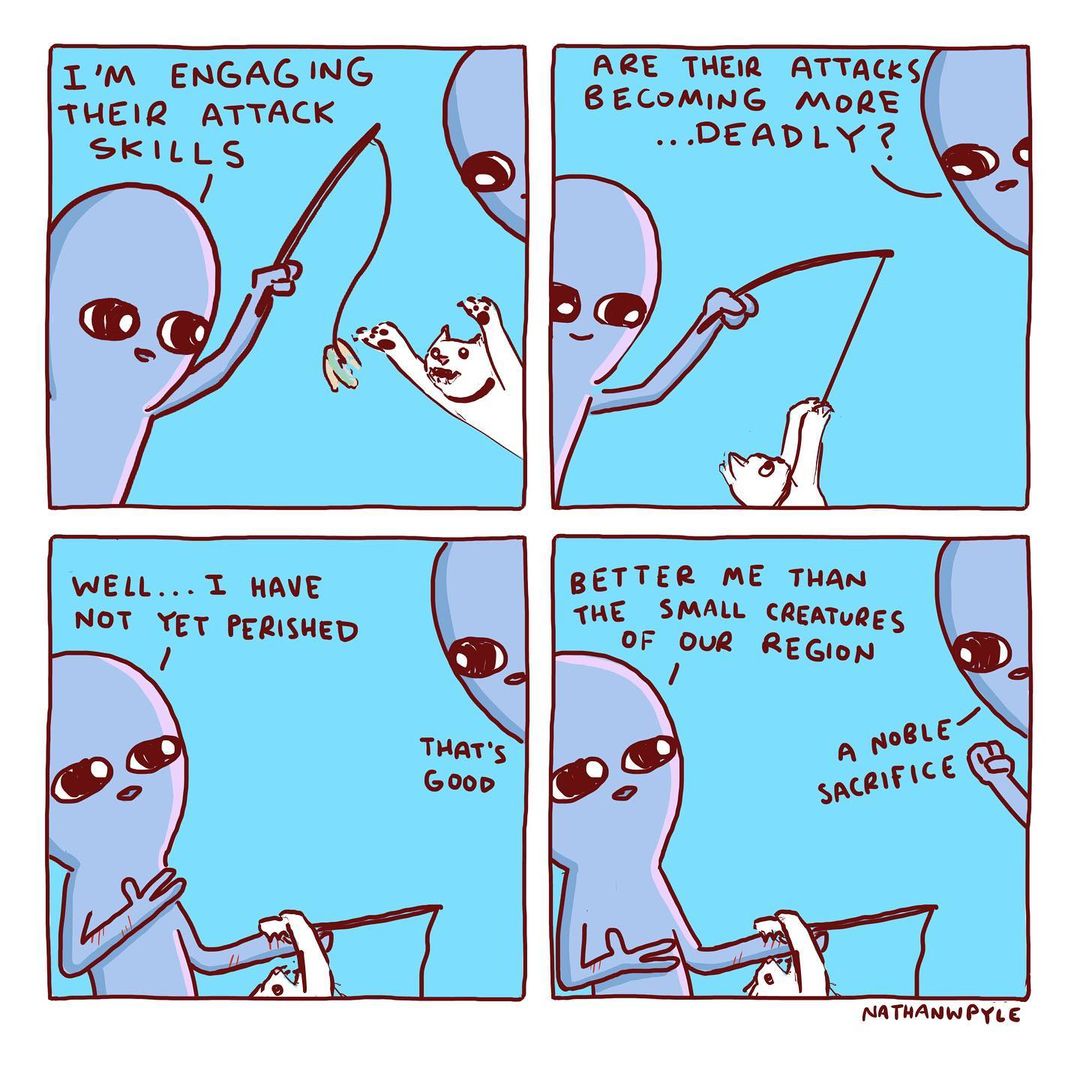 I'M ENGAGING
THEIR ATTACK
SKILLS
ARE THEIR ATTACKS
BECOMING MORE
...DEADLY?
WELL... I HAVE
NOT YET PERISHED
THAT'S
GOOD
BETTER ME THAN
THE SMALL CREATURES
OF OUR REGION
A NOBLE
SACRIFICE
NATHANWPYLE